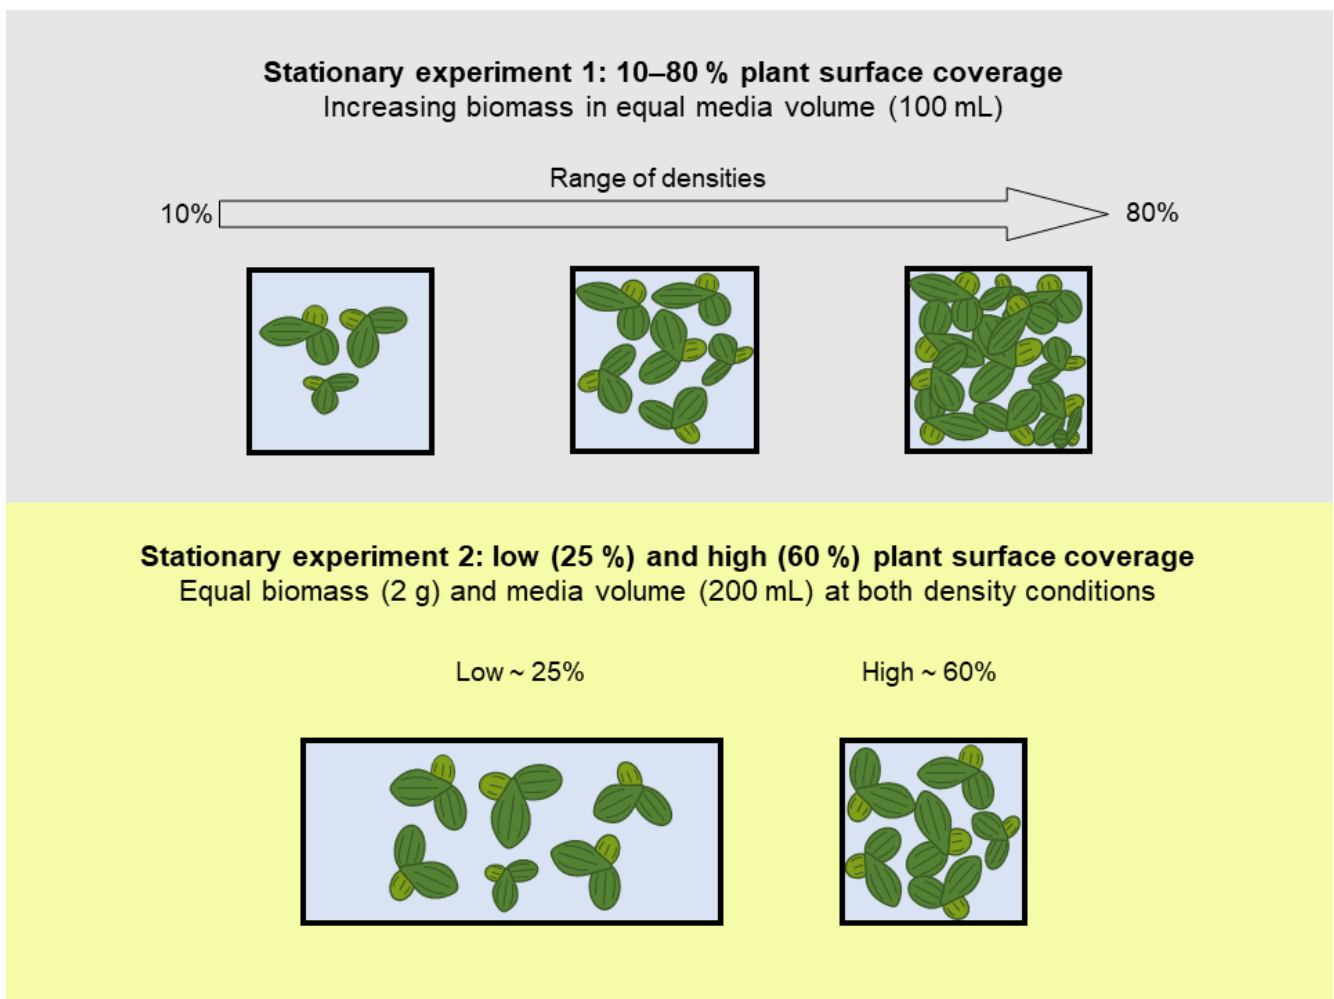 Stationary experiment 1: 10–80 % plant surface coverage
Increasing biomass in equal media volume (100 mL)
Range of densities
10%
80%
Stationary experiment 2: low (25 %) and high (60 %) plant surface coverage
Equal biomass (2 g) and media volume (200 mL) at both density conditions
Low ~ 25%
High ~ 60%